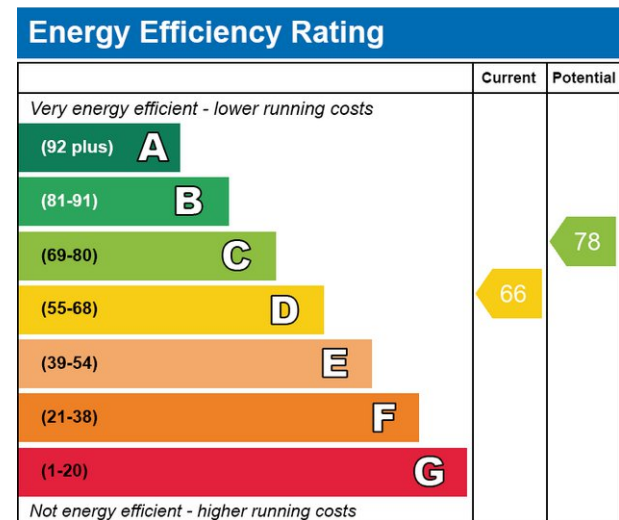 Energy Efficiency Rating
Current Potential
Very energy efficient - lower running costs
(92 plus) A
(81-91) B
(69-80) C
78
(55-68) D
66
(39-54) E
(21-38) F
(1-20) G
Not energy efficient - higher running costs